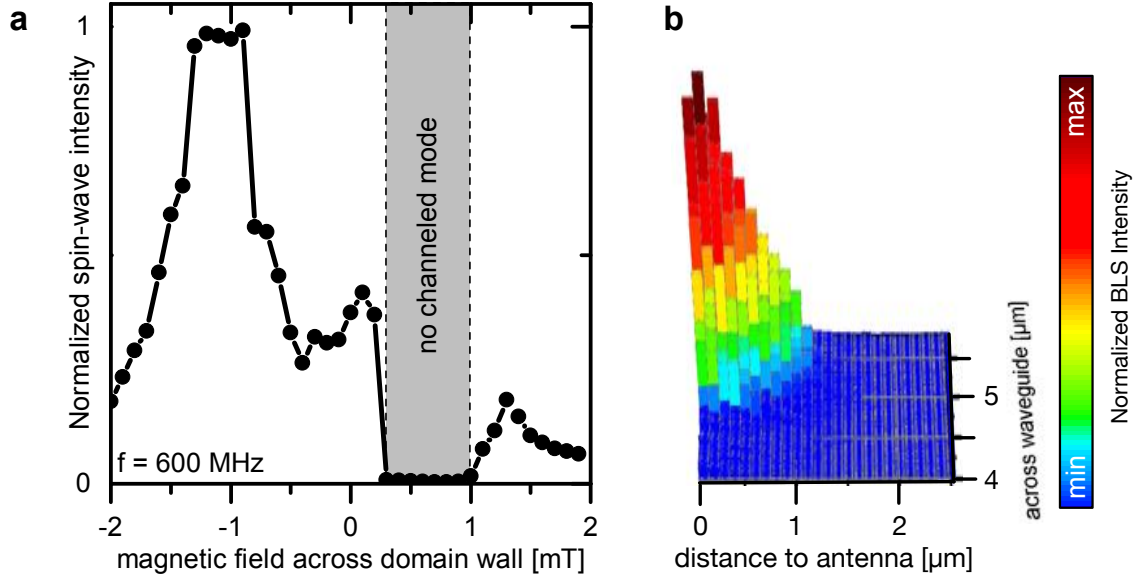 a
Normalized spin-wave intensity
1
0
no channeled mode
f = 600 MHz
-2 -1 0 1 2
magnetic field across domain wall [mT]
b
0 1 2
distance to antenna [µm]
5
4
across waveguide [µm]
max
min
Normalized BLS Intensity